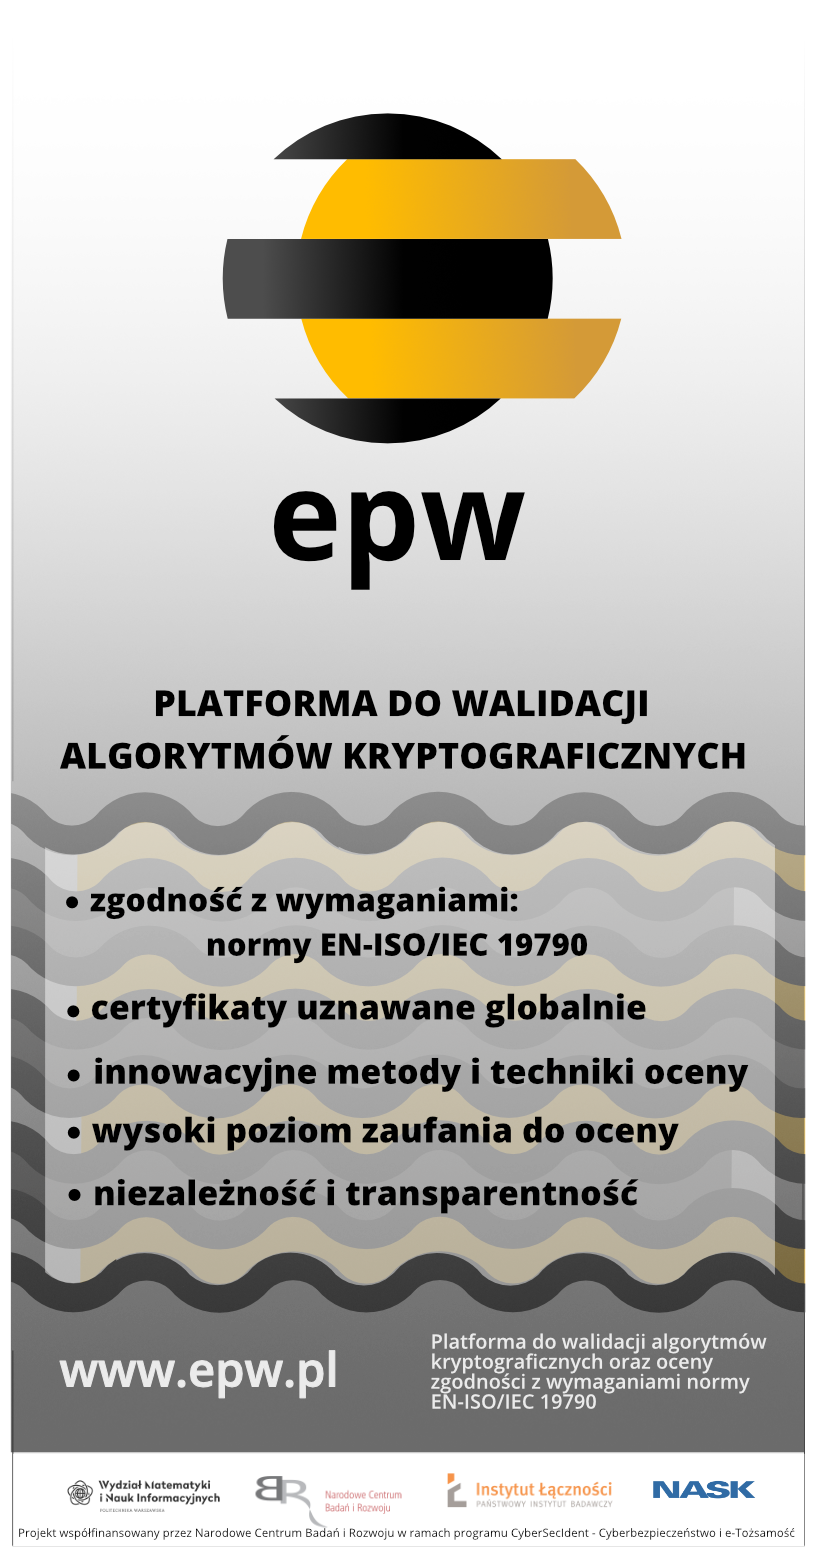 epw
PLATFORMA DO WALIDACJI
ALGORYTMÓW KRYPTOGRAFICZNYCH
• zgodność z wymaganiami:
normy EN-ISO/IEC 19790
• certyfikaty uznawane globalnie
• innowacyjne metody i techniki oceny
• wysoki poziom zaufania do oceny
• niezależność i transparentność
www.epw.pl
Platforma do walidacji algorytmów
kryptograficznych oraz oceny
zgodności z wymaganiami normy
EN-ISO/IEC 19790
Wydział Matematyki
i Nauk Informacyjnych
POLITECHNIKA WARSZAWSKA
BR
Narodowe Centrum
Badań i Rozwoju
Instytut Łączności
PAŃSTWOWY INSTYTUT BADAWCZY
NASK
Projekt współfinansowany przez Narodowe Centrum Badań i Rozwoju w ramach programu CyberSecIdent - Cyberbezpieczeństwo i e-Tożsamość